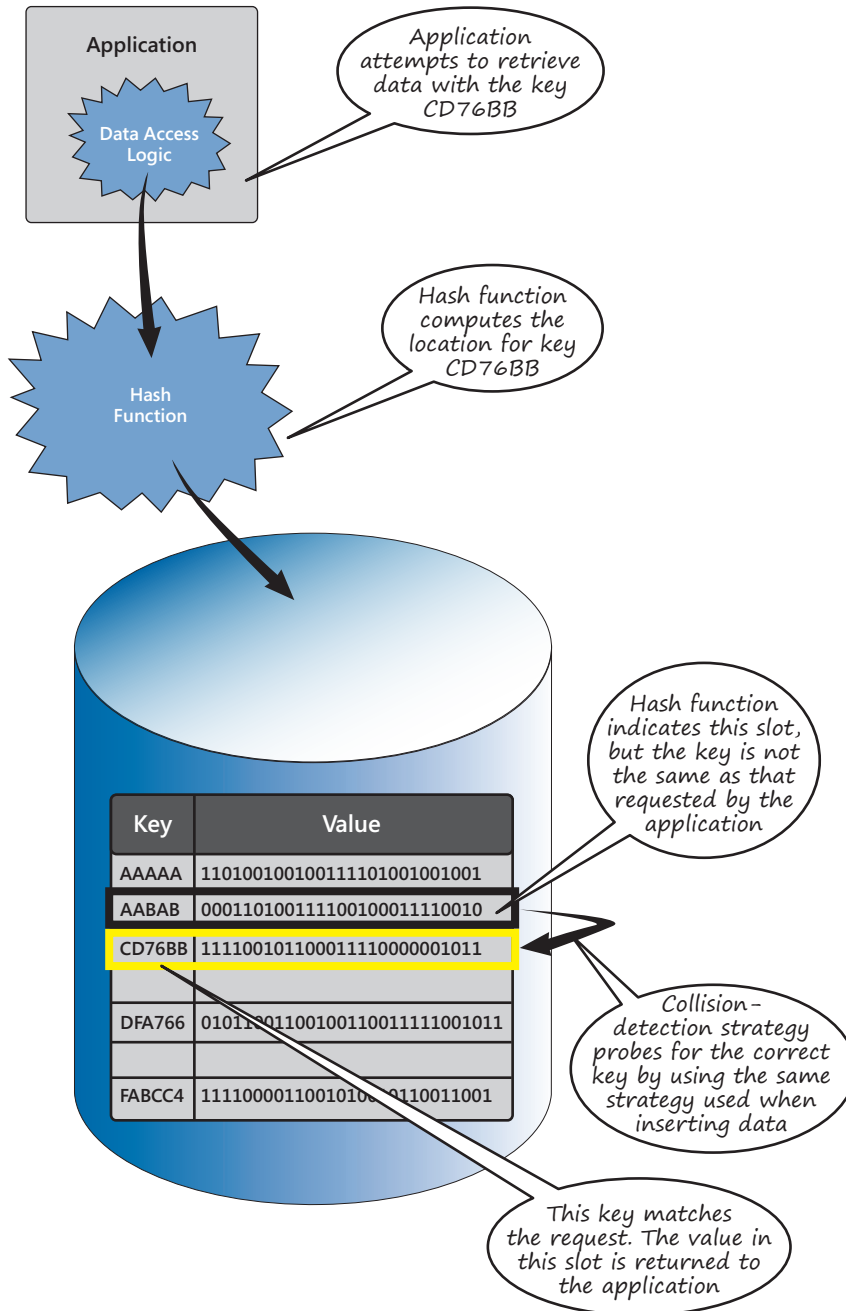 Application
Data Access
Logic
Application
attempts to retrieve
data with the key
CD76BB
Hash
Function
Hash function
computes the
location for key
CD76BB
Hash function
indicates this slot,
but the key is not
the same as that
requested by the
application
Key Value
AAAAA 110100100100111101001001001
AABAB 000110100111100100011110010
CD76BB 111100101100011110000001011
DFA766
FABCC4
Collision-
detection strategy
probes for the correct
key by using the same
strategy used when
inserting data
This key matches
the request. The value in
this slot is returned to
the application